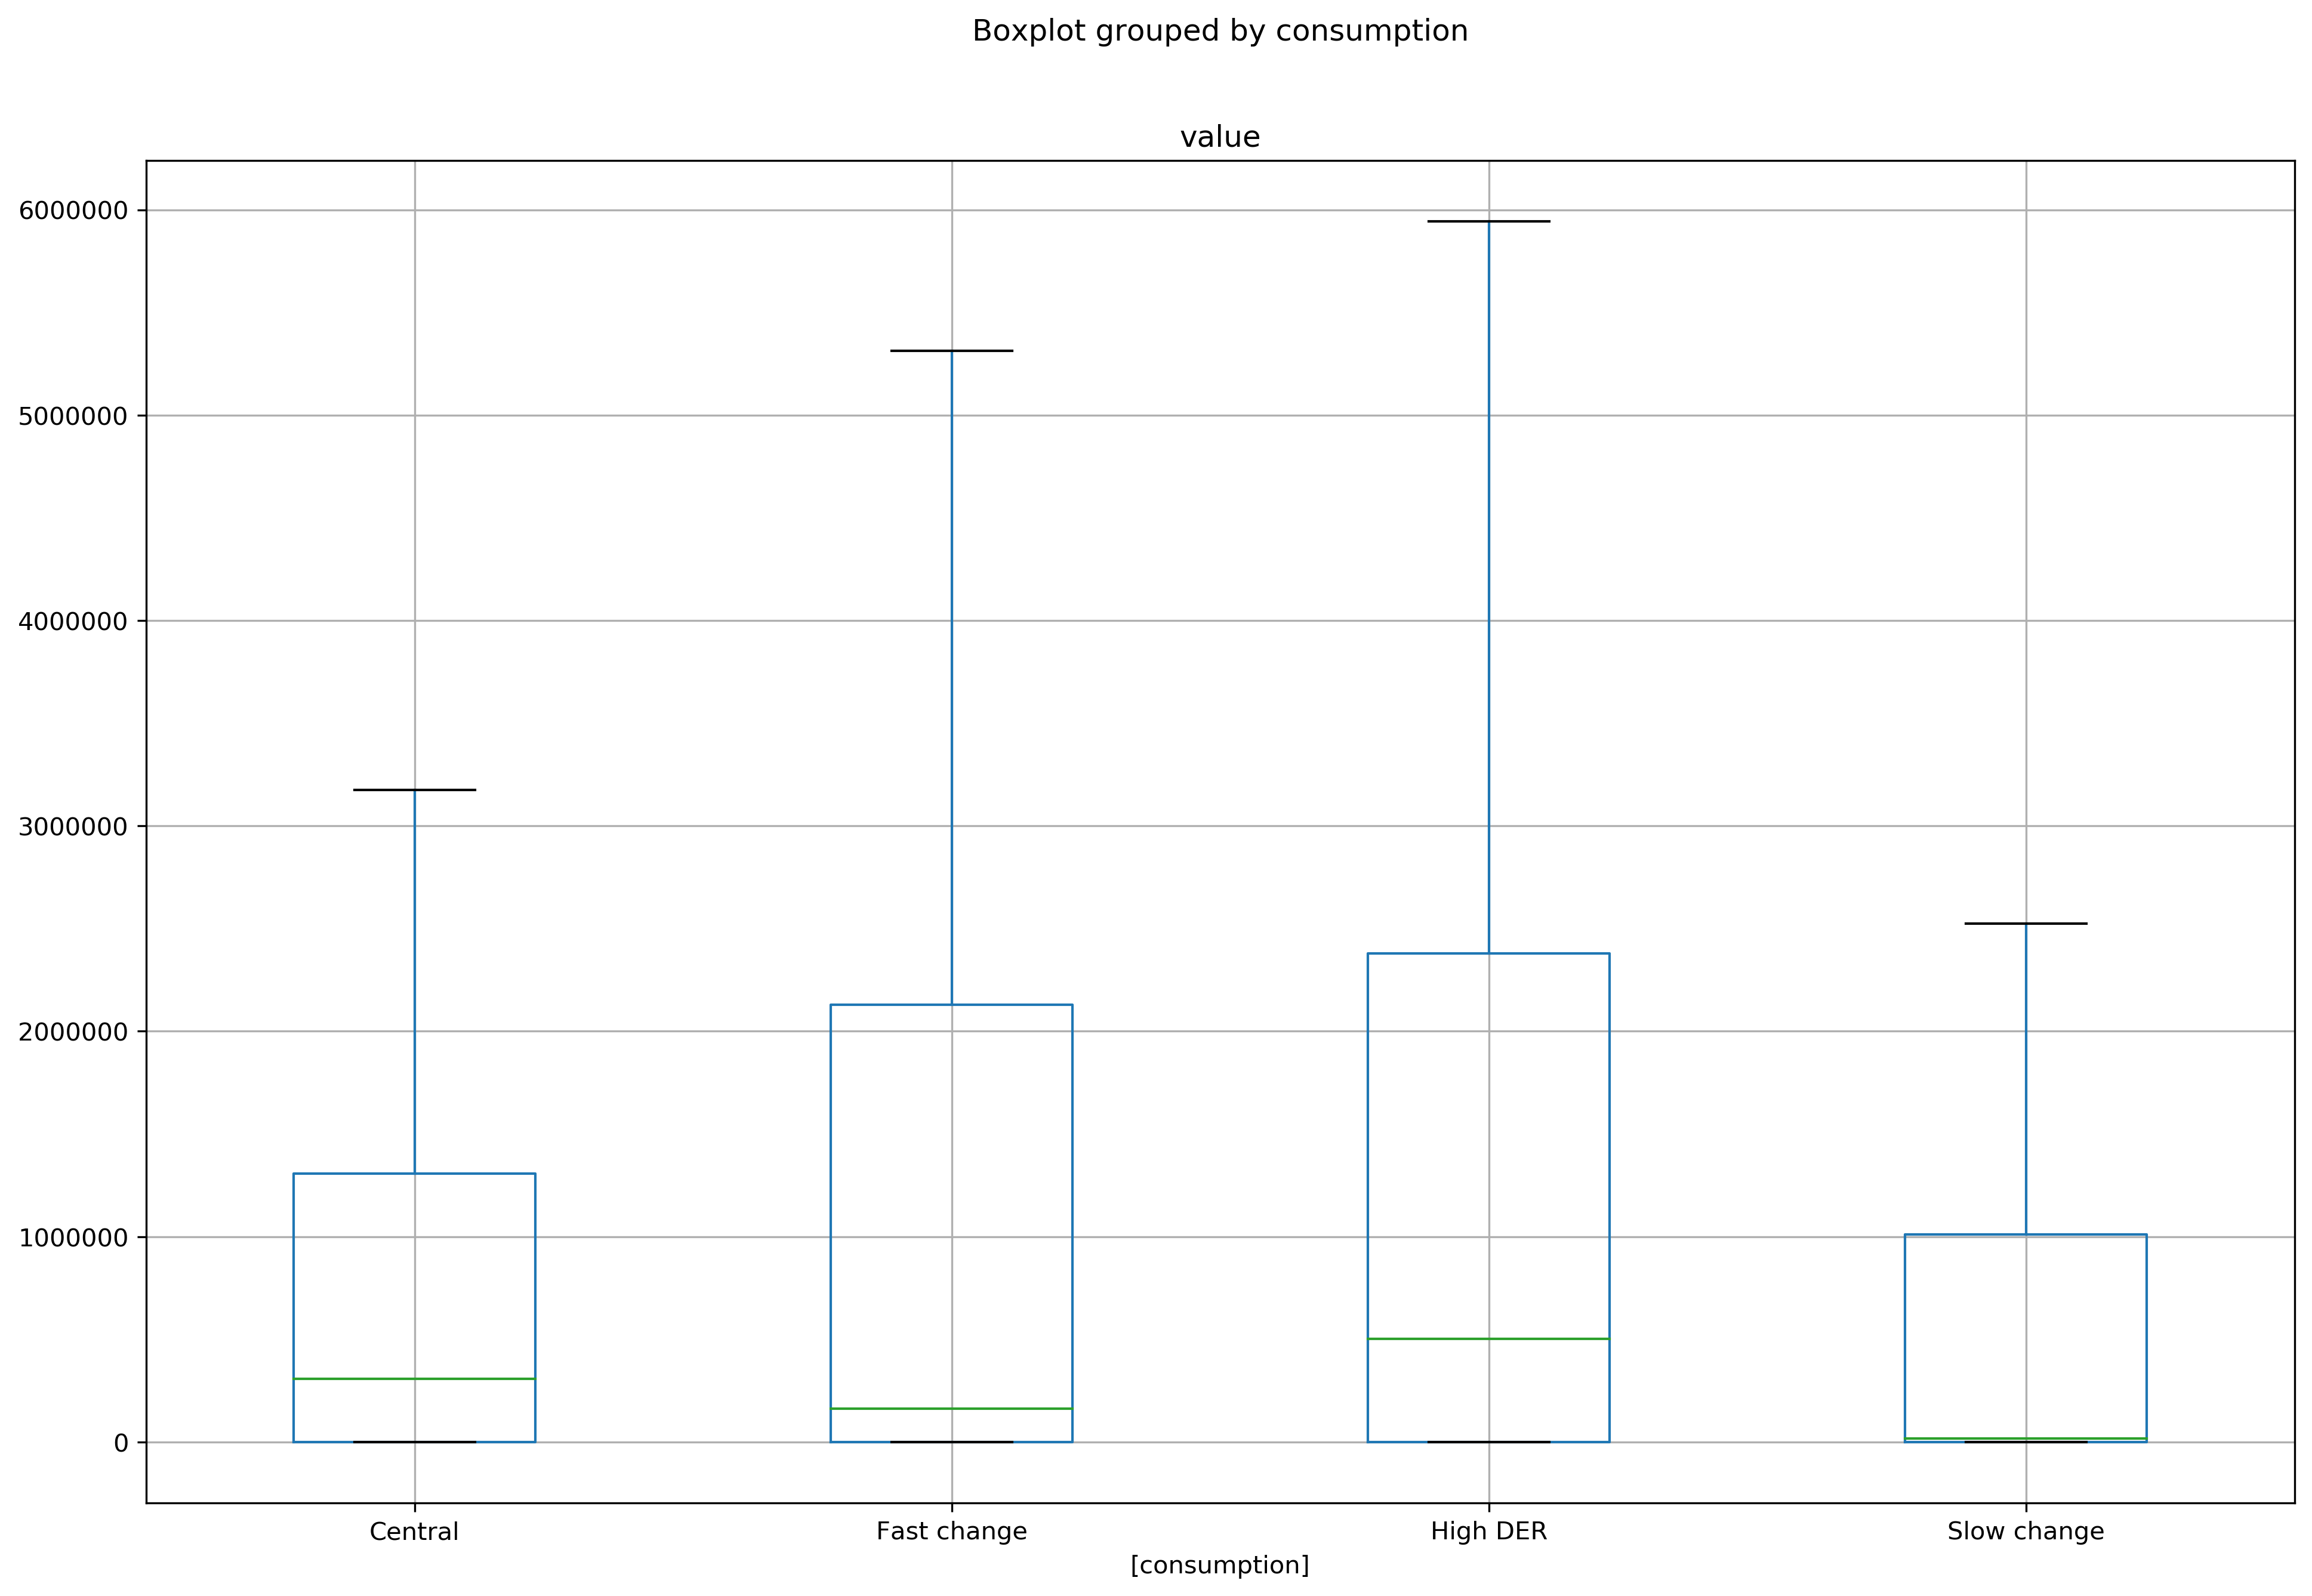 Boxplot grouped by consumption
value
6000000
5000000
4000000
3000000
2000000
1000000
0
Central Fast change High DER Slow change
[consumption]